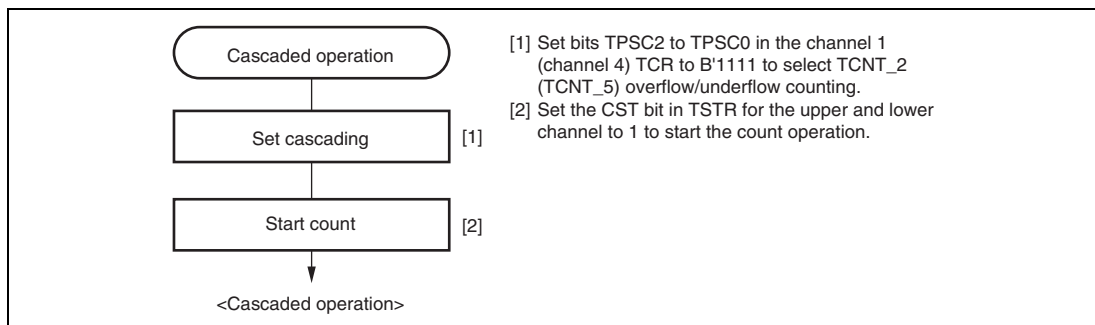 Cascaded operation
[1] Set bits TPSC2 to TPSC0 in the channel 1
(channel 4) TCR to B'1111 to select TCNT_2
(TCNT_5) overflow/underflow counting.
[2] Set the CST bit in TSTR for the upper and lower
channel to 1 to start the count operation.
Set cascading [1]
Start count [2]
<Cascaded operation>